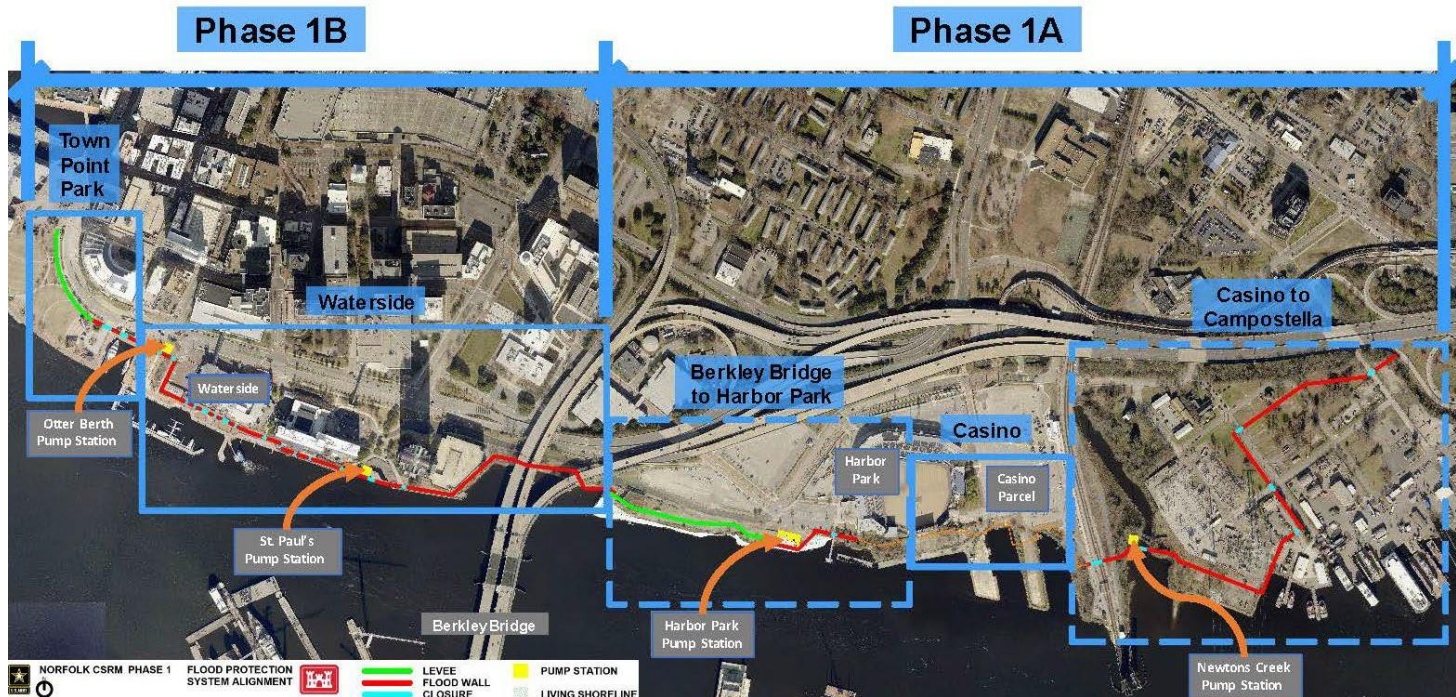 Phase 1B
Phase 1A
Town
Point
Park
Waterside
Casino to
Campostella
Berkley Bridge
to Harbor Park
Waterside
Casino
Otter Berth
Pump Station
Harbor
Park
Casino
Parcel
St. Paul's
Pump Station
Berkley Bridge
Harbor Park
Pump Station
Newtons Creek
Pump Station
NORFOLK CSRM PHASE 1
FLOOD PROTECTION
SYSTEM ALIGNMENT
LEVEE
FLOOD WALL
CLOSURE
PUMP STATION
LIVING SHORELINE